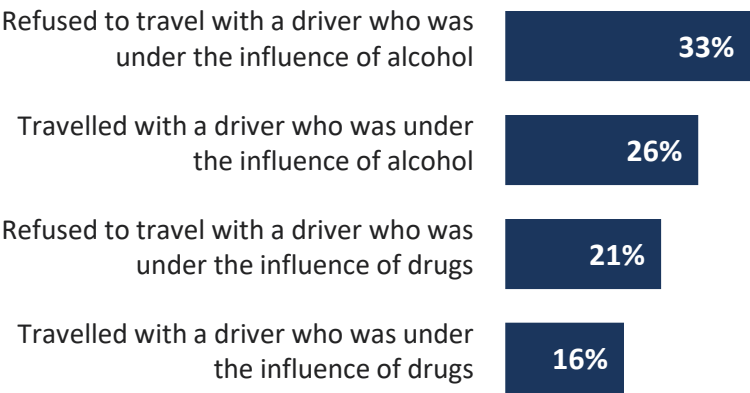 Refused to travel with a driver who was
under the influence of alcohol
33%
Travelled with a driver who was under
the influence of alcohol
26%
Refused to travel with a driver who was
under the influence of drugs
21%
Travelled with a driver who was under
the influence of drugs
16%